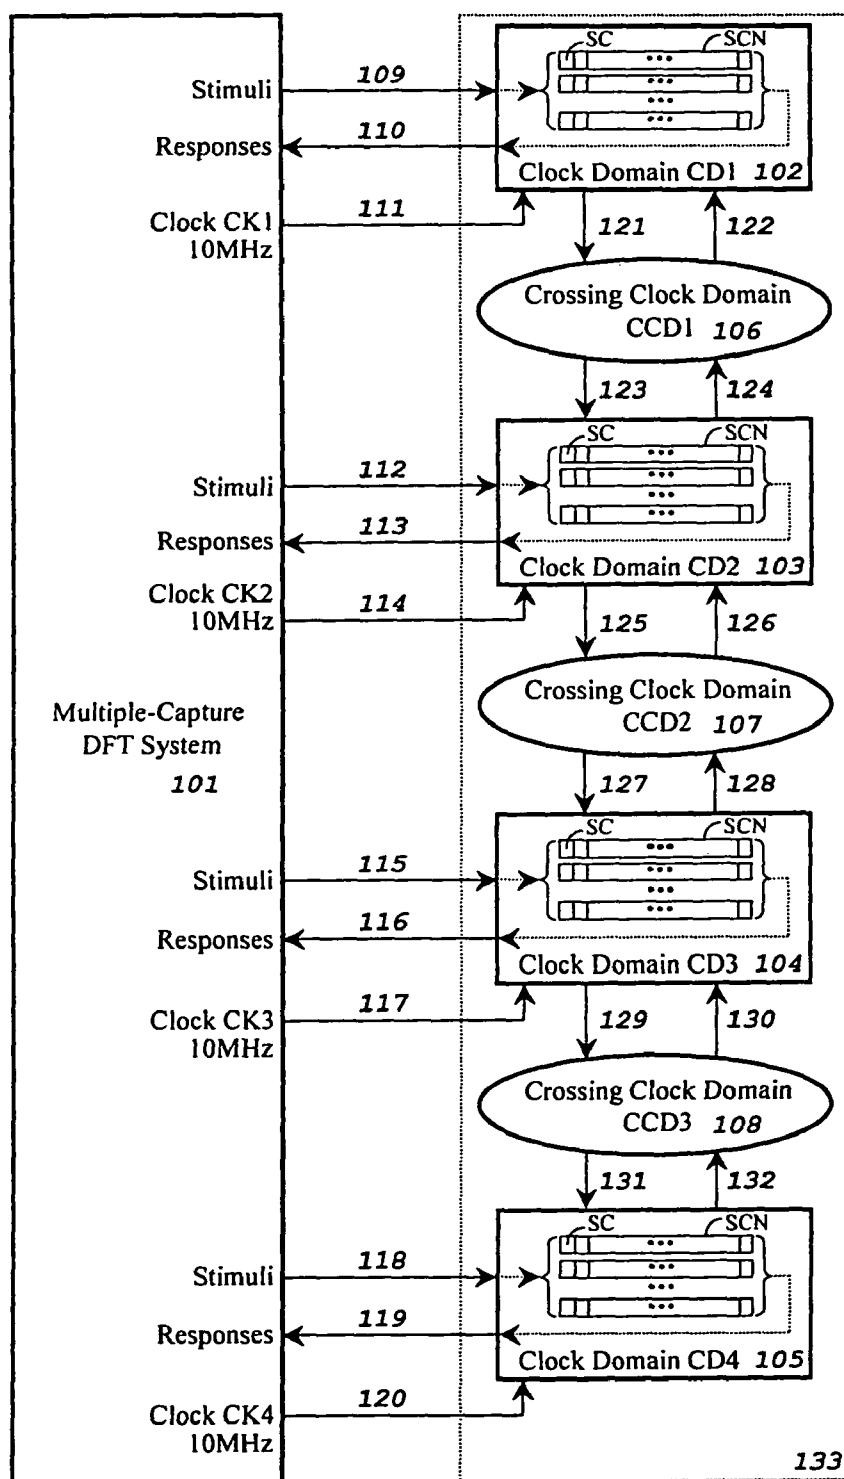 SC SCN
109
Stimuli
110
Responses
Clock Domain CD1 102
111
Clock CK1
10MHz
121 122
Crossing Clock Domain
CCD1 106
123 124
SC SCN
112
Stimuli
113
Responses
Clock Domain CD2 103
Clock CK2
10MHz
114
125 126
Crossing Clock Domain
CCD2 107
Multiple-Capture
DFT System
101
127 128
SC SCN
115
Stimuli
116
Responses
Clock Domain CD3 104
117
Clock CK3
10MHz
129 130
Crossing Clock Domain
CCD3 108
131 132
SC SCN
118
Stimuli
119
Responses
Clock Domain CD4 105
120
Clock CK4
10MHz
133